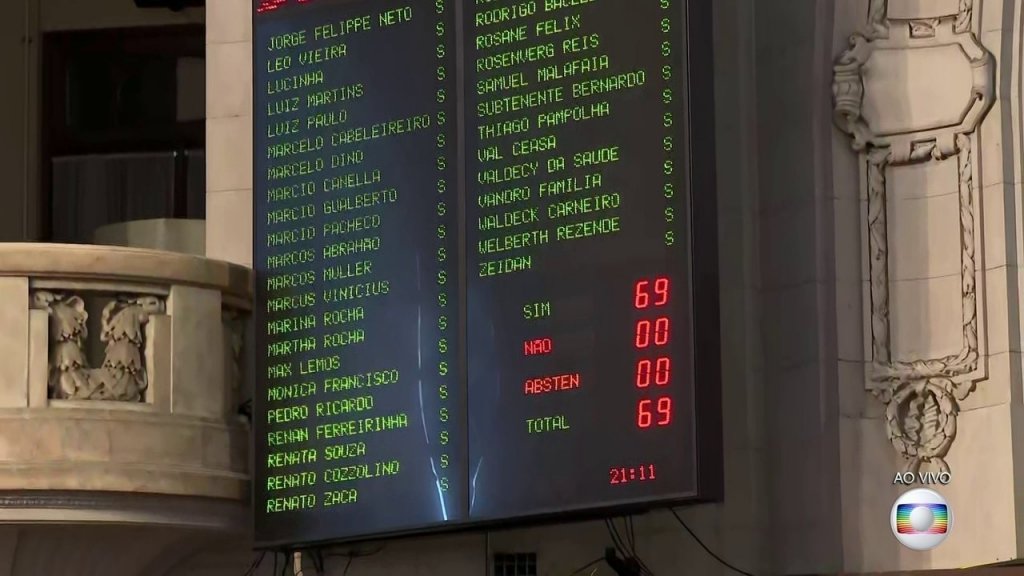 JORGE FELIPPE NETO S
LEO VIEIRA S
LUCINHA S
LUIZ MARTINS S
LUIZ PAULO S
MARCELO CABELEIREIRO S
MARCELO DINO S
MARCIO CANELLA S
MARCIO GUALBERTO S
MARCIO PACHECO S
MARCOS ABRAHAO S
MARCOS MULLER S
MARCUS VINICIUS S
MARINA ROCHA S
MARTHA ROCHA S
MAX LEMOS S
MONICA FRANCISCO S
PEDRO RICARDO S
RENAN FERREIRINHA S
RENATA SOUZA S
RENATO COZZOLINO S
RENATO ZACA S
RODRIGO
ROSANE FELIX S
ROSENVERG REIS S
SAMUEL MALAFAIA S
SUBTENENTE BERNARDO S
THIAGO PAMPOLHA S
VAL CEASA S
VALDECY DA SAUDE S
VANDRO FAMILIA S
WALDECK CARNEIRO S
WELBERTH REZENDE S
ZEIDAN S
SIM 69
NÃO 00
ABSTEN 00
TOTAL 69
21:11
AO VIVO